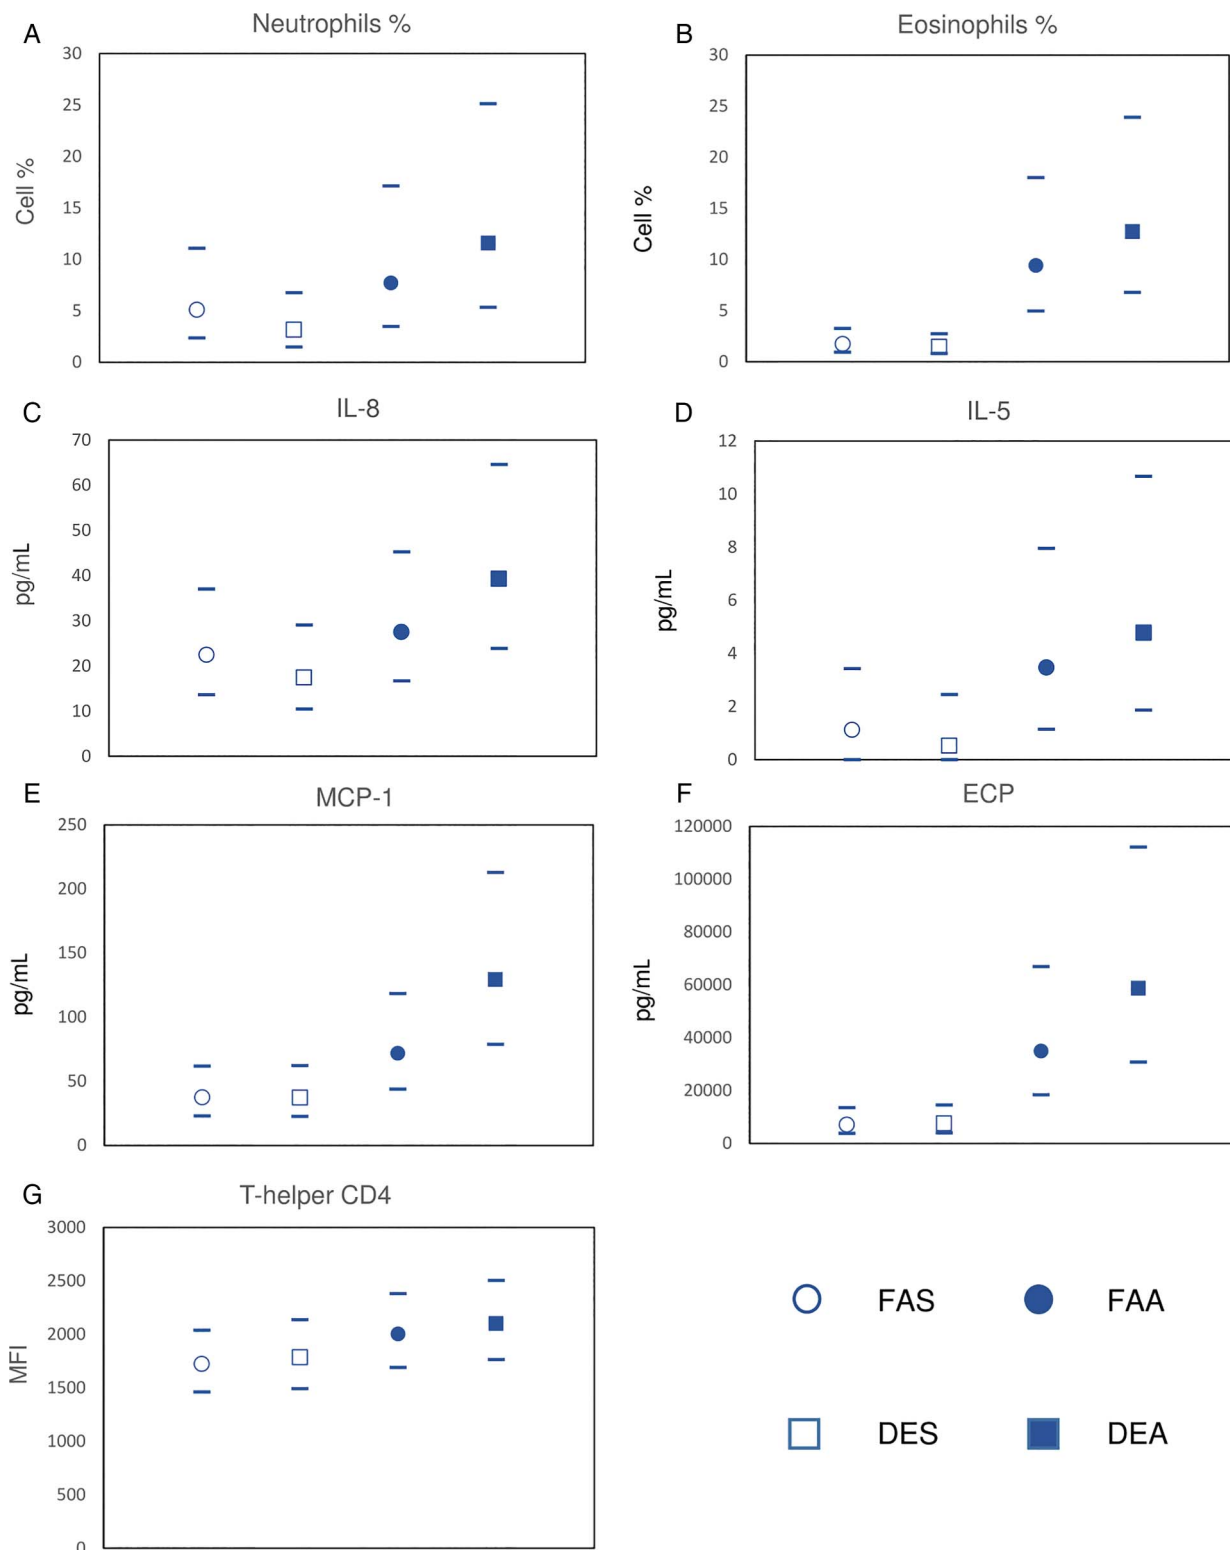 A
Neutrophils %
Cell %
30
25
20
15
10
5
0
B
Eosinophils %
Cell %
30
25
20
15
10
5
0
C
IL-8
pg/mL
70
60
50
40
30
20
10
0
D
IL-5
pg/mL
12
10
8
6
4
2
0
E
MCP-1
pg/mL
250
200
150
100
50
0
F
ECP
pg/mL
120000
100000
80000
60000
40000
20000
0
G
T-helper CD4
MFI
3000
2500
2000
1500
1000
500
0
FAS
FAA
DES
DEA